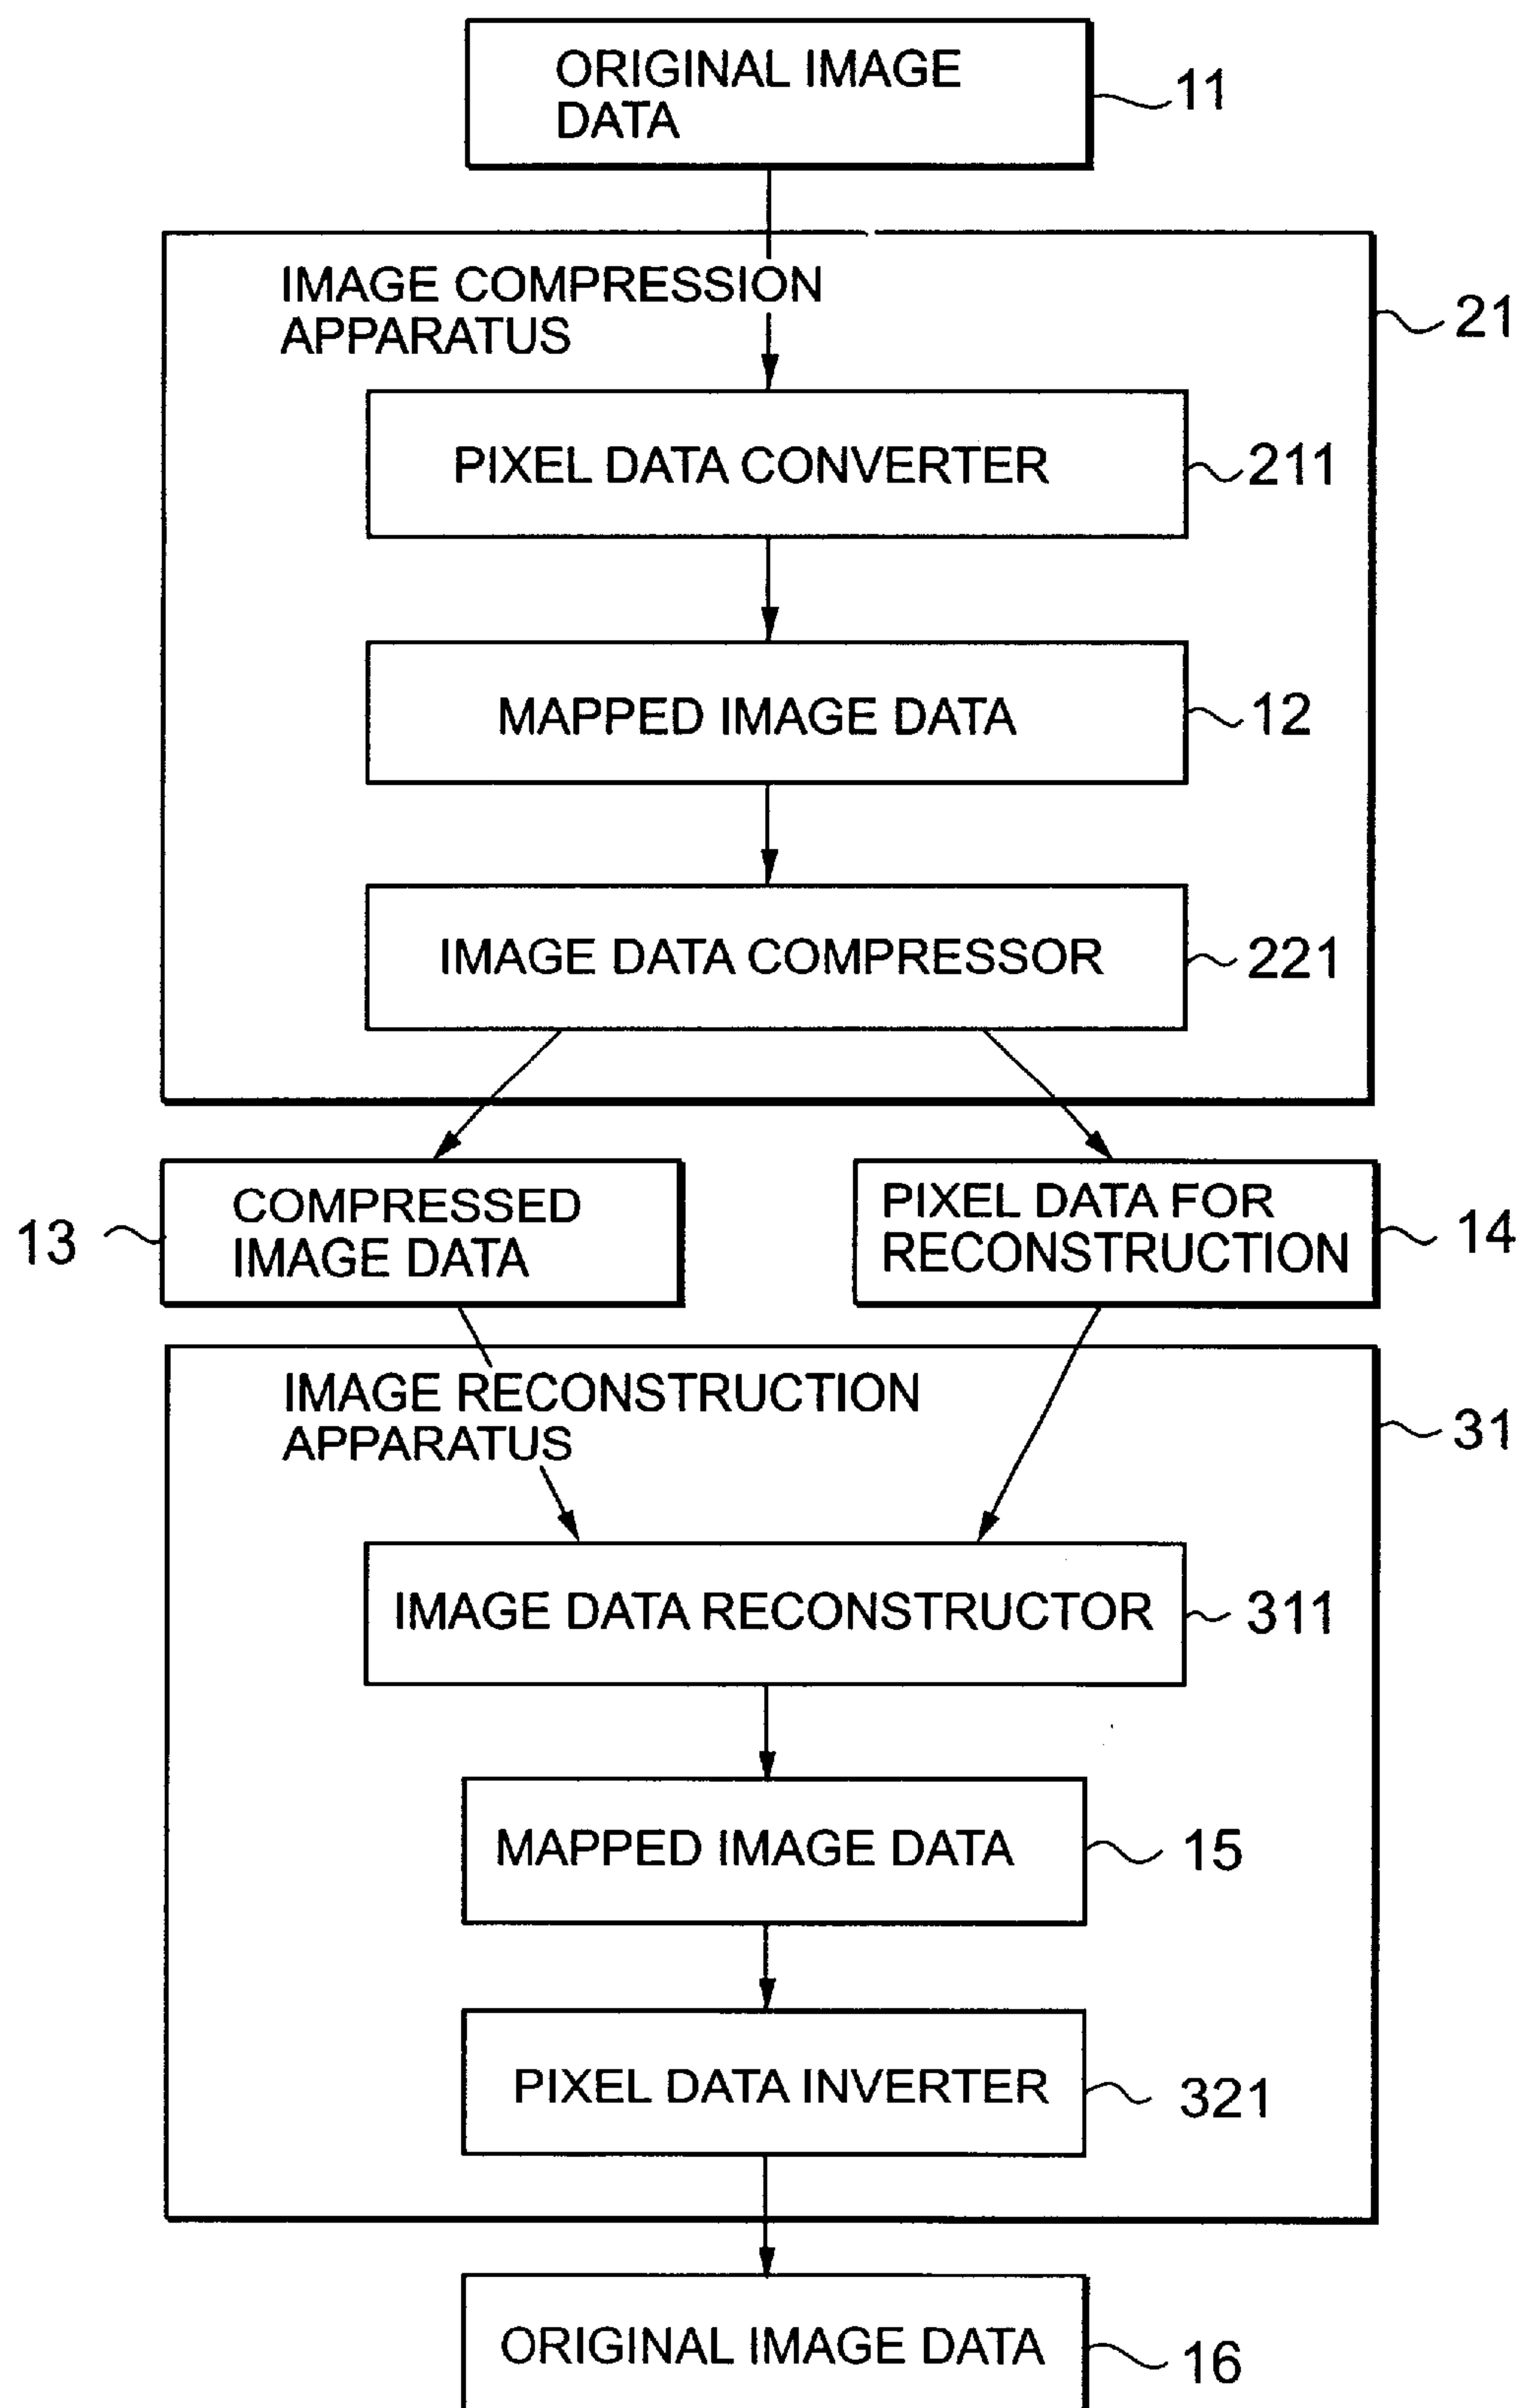 ORIGINAL IMAGE
DATA
11
IMAGE COMPRESSION
APPARATUS
21
PIXEL DATA CONVERTER
211
MAPPED IMAGE DATA
12
IMAGE DATA COMPRESSOR
221
13
COMPRESSED
IMAGE DATA
PIXEL DATA FOR
RECONSTRUCTION
14
IMAGE RECONSTRUCTION
APPARATUS
31
IMAGE DATA RECONSTRUCTOR
311
MAPPED IMAGE DATA
15
PIXEL DATA INVERTER
321
ORIGINAL IMAGE DATA
16